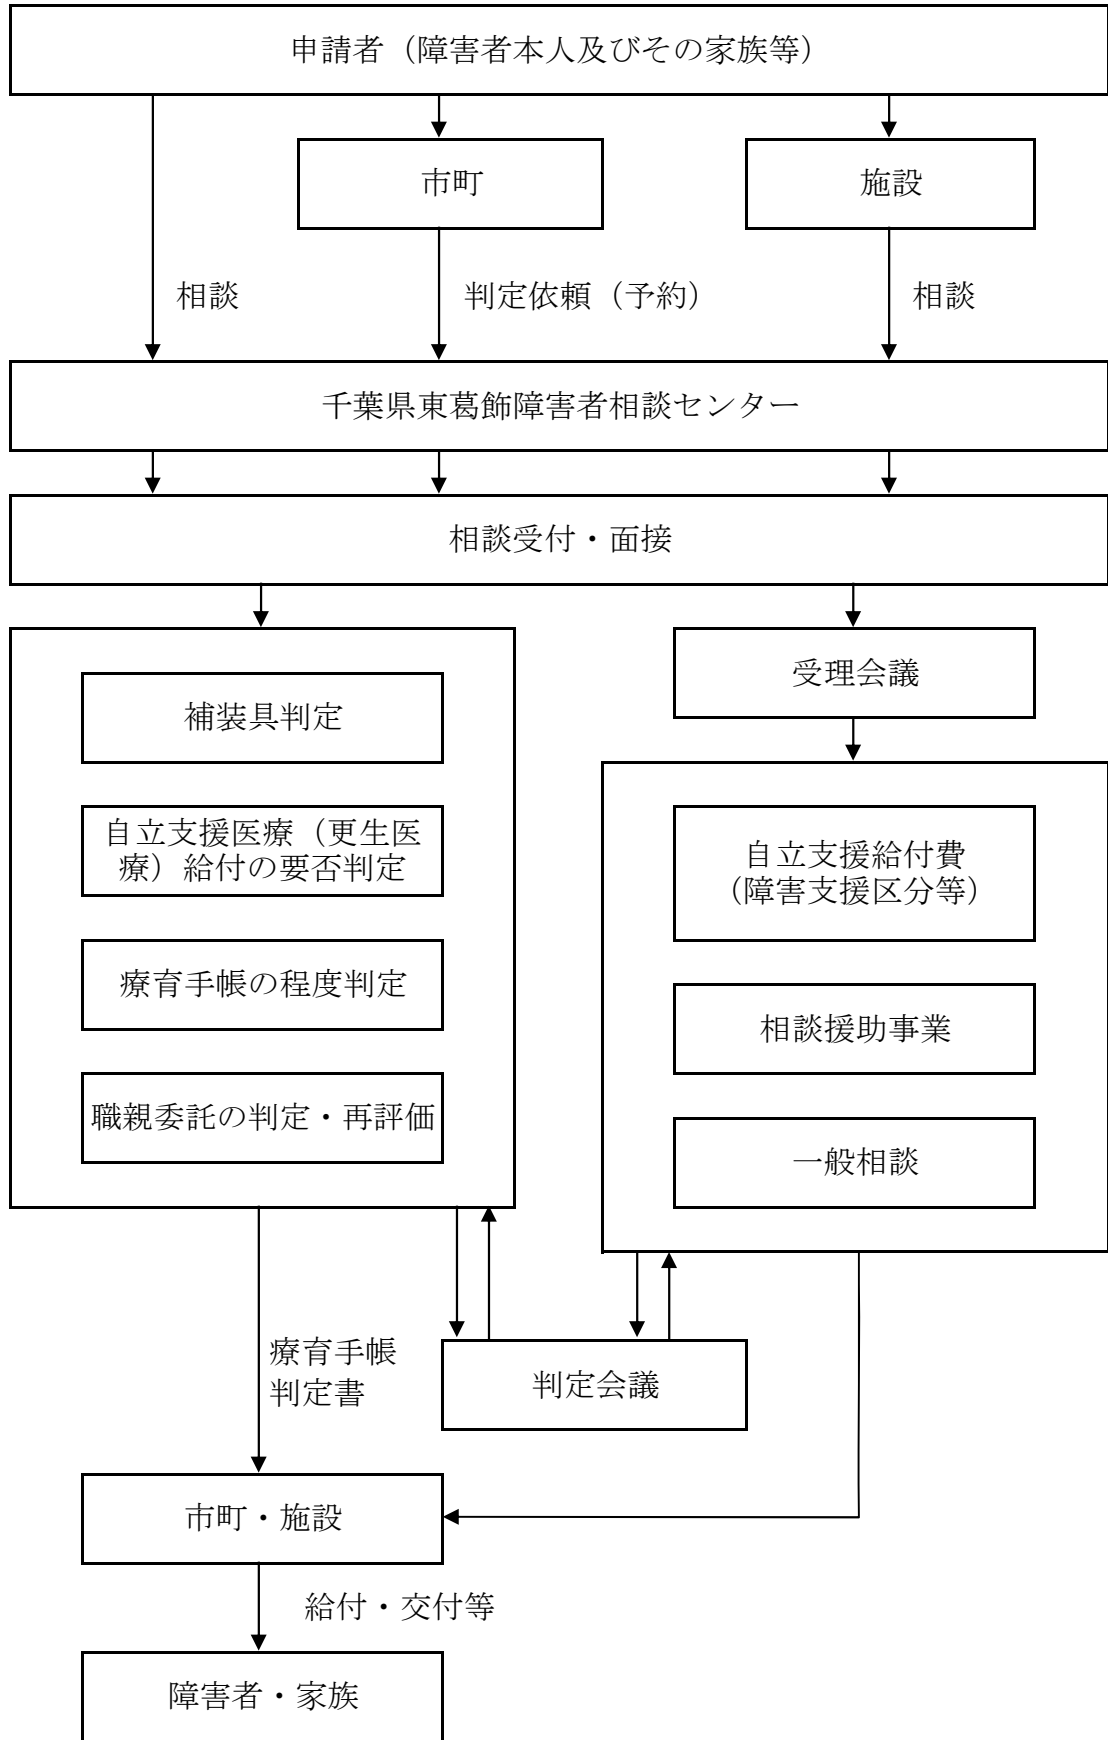 申請者（障害者本人及びその家族等）
市町
施設
相談
判定依頼（予約）
相談
千葉県東葛飾障害者相談センター
相談受付・面接
補装具判定
自立支援医療（更生医
療）給付の要否判定
療育手帳の程度判定
職親委託の判定・再評価
受理会議
自立支援給付費
（障害支援区分等）
相談援助事業
一般相談
療育手帳
判定書
判定会議
市町・施設
給付・交付等
障害者・家族